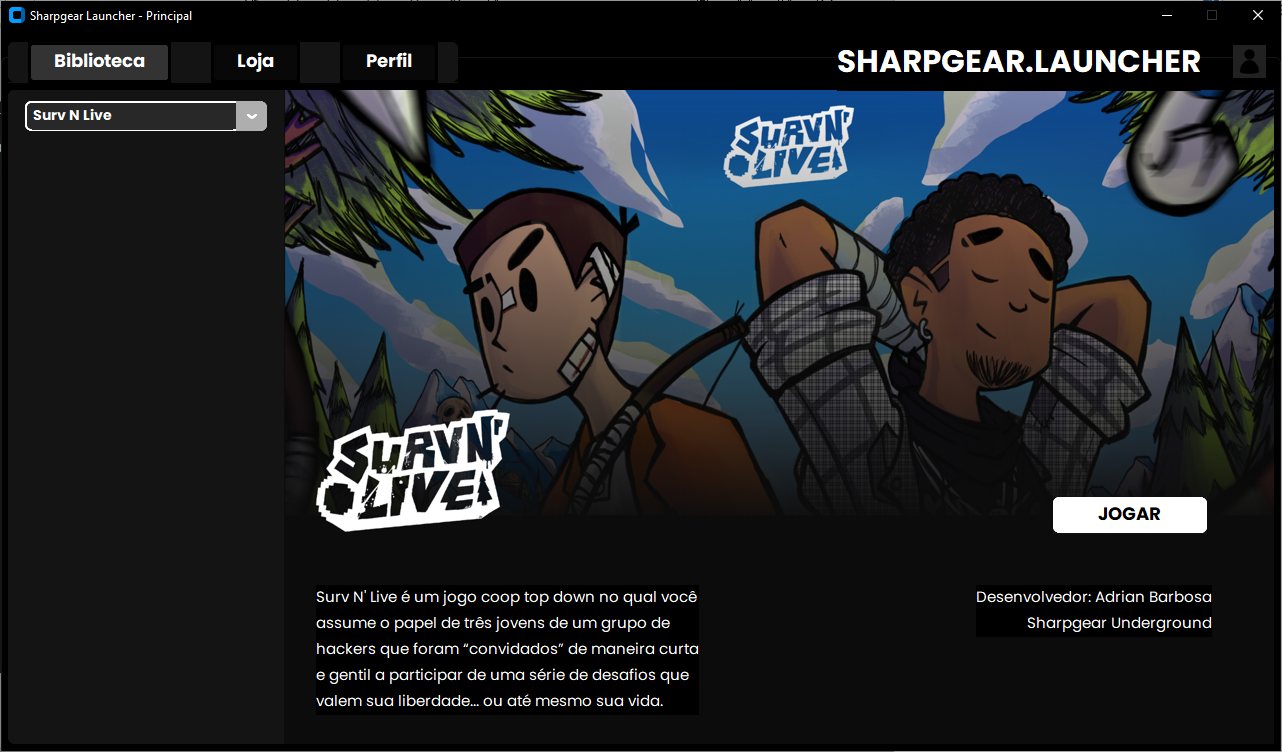 Sharpgear Launcher - Principal
Biblioteca
Loja
Perfil
SHARPGEAR.LAUNCHER
Surv N Live
SURV N'
LIVE
SURV N'
LIVE
JOGAR
Surv N' Live é um jogo coop top down no qual você
assume o papel de três jovens de um grupo de
hackers que foram “convidados” de maneira curta
e gentil a participar de uma série de desafios que
valem sua liberdade... ou até mesmo sua vida.
Desenvolvedor: Adrian Barbosa
Sharpgear Underground